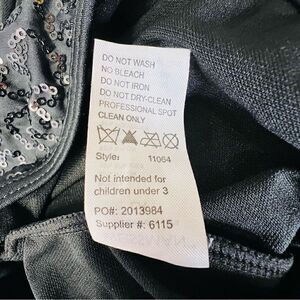 DO NOT WASH
NO BLEACH
DO NOT IRON
DO NOT DRY-CLEAN
PROFESSIONAL SPOT
CLEAN ONLY
Style: 11064
Not intended for
children under 3
PO#: 2013984
Supplier #: 6115